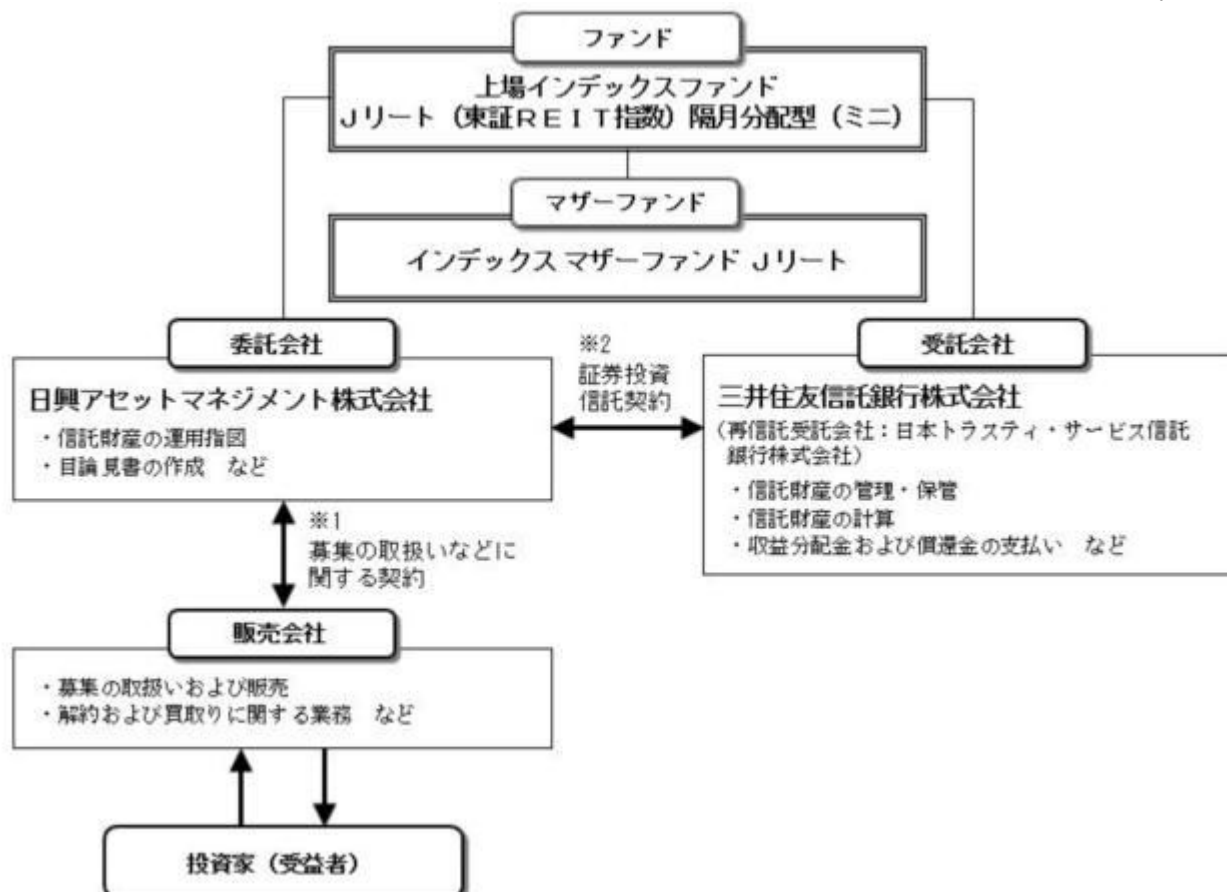 ファンド
上場インデックスファンド
Jリート（東証REIT指数）隔月分配型（ミニ）
マザーファンド
インデックス マザーファンド Jリート
委託会社
日興アセットマネジメント株式会社
・信託財産の運用指図
・目論見書の作成　など
※2
証券投資
信託契約
受託会社
三井住友信託銀行株式会社
（再信託受託会社：日本トラスティ・サービス信託
銀行株式会社）
・信託財産の管理・保管
・信託財産の計算
・収益分配金および償還金の支払い　など
※1
募集の取扱いなどに
関する契約
販売会社
・募集の取扱いおよび販売
・解約および買取りに関する業務　など
投資家（受益者）